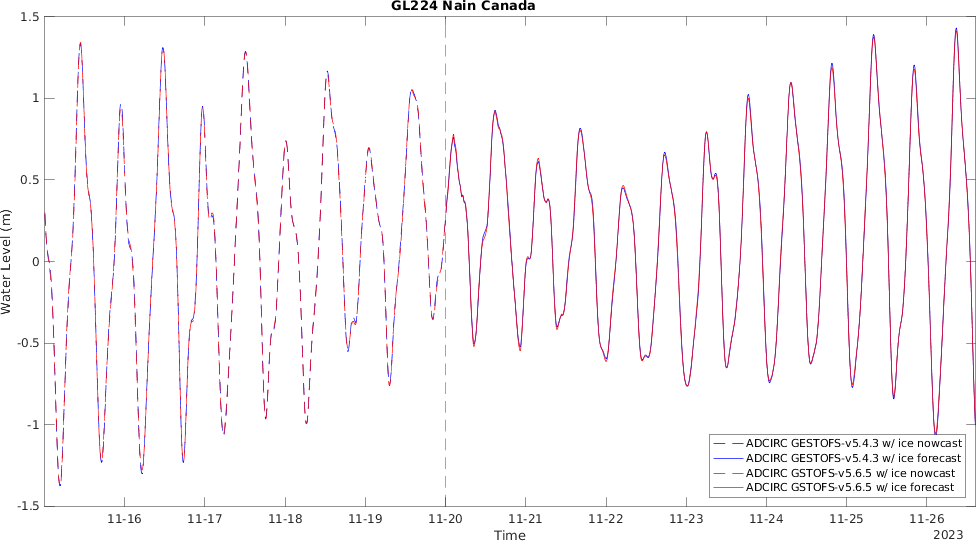 GL224 Nain Canada
1.5
1
0.5
0
-0.5
-1
-1.5
Water Level (m)
11-16 11-17 11-18 11-19 11-20 11-21 11-22 11-23 11-24 11-25 11-26
Time
2023
ADCIRC GESTOFS-v5.4.3 w/ ice nowcast
ADCIRC GESTOFS-v5.4.3 w/ ice forecast
ADCIRC GSTOFS-v5.6.5 w/ ice nowcast
ADCIRC GSTOFS-v5.6.5 w/ ice forecast